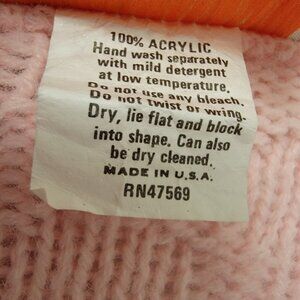 100% ACRYLIC
Hand wash separately
with mild detergent
at low temperature.
Do not use any bleach.
Do not twist or wring.
Dry, lie flat and block
into shape. Can also
be dry cleaned.
MADE IN U.S.A.
RN47569